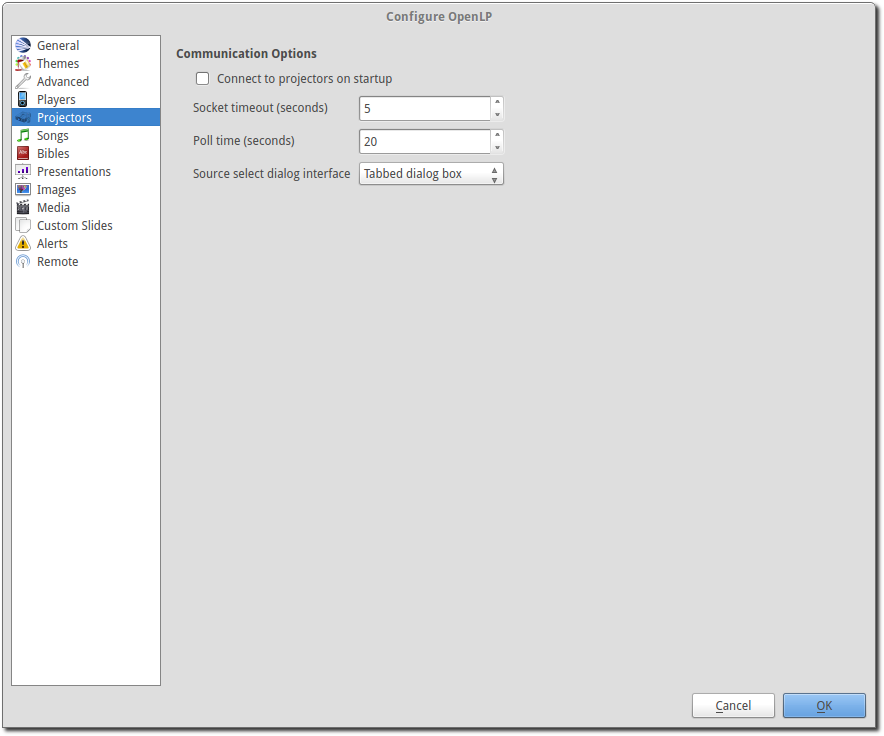 Configure OpenLP
General
Themes
Advanced
Players
Projectors
Songs
Bibles
Presentations
Images
Media
Custom Slides
Alerts
Remote
Communication Options
Connect to projectors on startup
Socket timeout (seconds) 5
Poll time (seconds) 20
Source select dialog interface Tabbed dialog box
Cancel OK